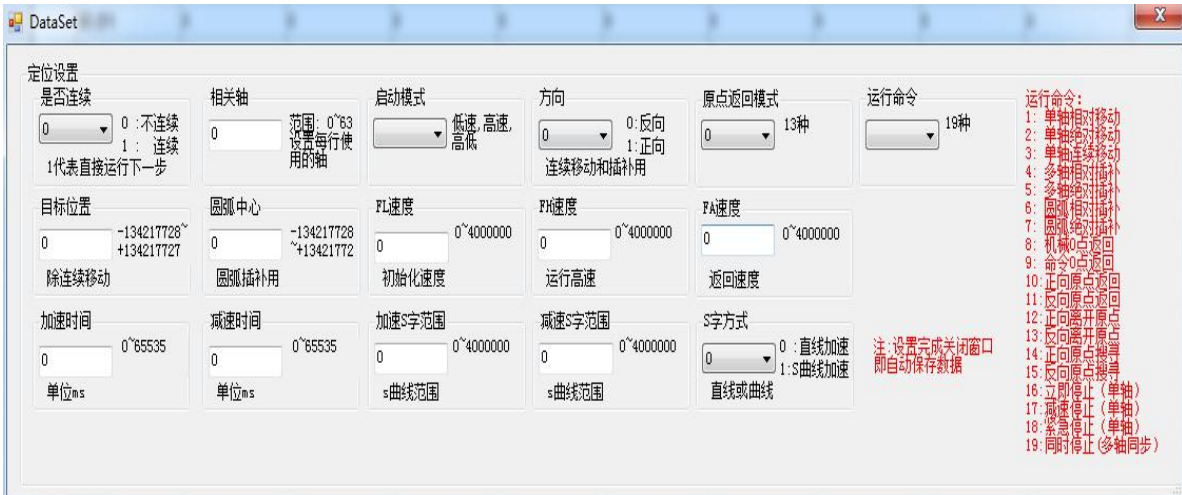 DataSet
X
定位设置
是否连续
0
0 :不连续
1 : 连续
1代表直接运行下一步
相关轴
0
范围: 0~63
设置每行使
用的轴
启动模式
低速,高速,
高低
方向
0
0:反向
1:正向
连续移动和插补用
原点返回模式
0
13种
运行命令
19种
目标位置
0
-134217728~
+134217727
除连续移动
圆弧中心
0
-134217728
~+13421772
圆弧插补用
FL速度
0
0~4000000
初始化速度
FH速度
0
0~4000000
运行高速
FA速度
0
0~4000000
返回速度
加速时间
0
0~65535
单位ms
减速时间
0
0~65535
单位ms
加速S字范围
0
0~4000000
s曲线范围
减速S字范围
0
0~4000000
s曲线范围
S字方式
0
0 :直线加速
1:S曲线加速
直线或曲线
注:设置完成关闭窗口
即自动保存数据
运行命令:
1: 单轴相对移动
2: 单轴绝对移动
3: 单轴连续移动
4: 多轴相对插补
5: 多轴绝对插补
6: 圆弧相对插补
7: 圆弧绝对插补
8: 机械0点返回
9: 命令0点返回
10:正向原点返回
11:反向原点返回
12:正向离开原点
13:反向离开原点
14:正向原点搜寻
15:反向原点搜寻
16:立即停止(单轴)
17:减速停止(单轴)
18:紧急停止(单轴)
19:同时停止(多轴同步)